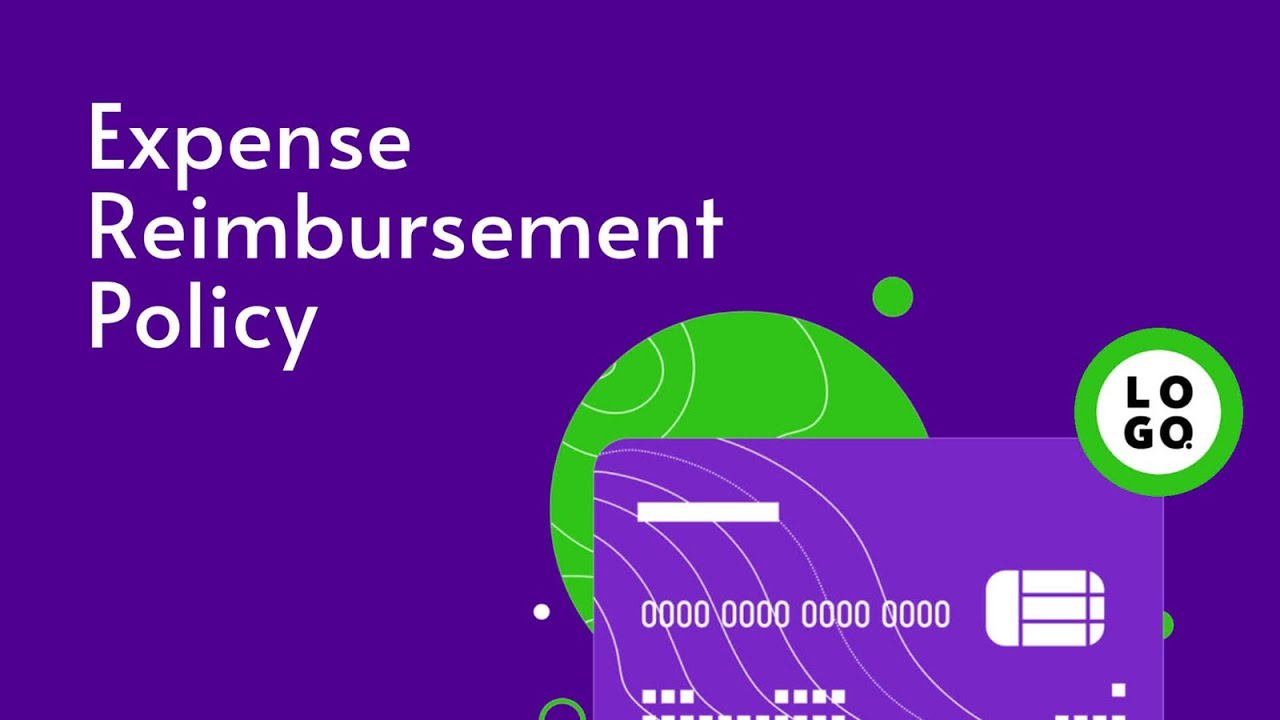 Expense
Reimbursement
Policy
LO
GO.
0000 0000 0000 0000